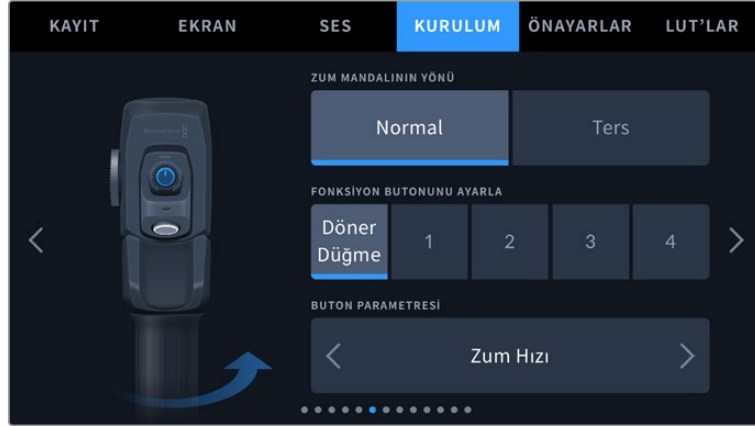 KAYIT EKRAN SES KURULUM ÖNAYARLAR LUT’LAR
ZUM MANDALININ YÖNÜ
Normal Ters
FONKSİYON BUTONUNU AYARLA
Döner
Düğme 1 2 3 4
BUTON PARAMETRESİ
Zum Hızı